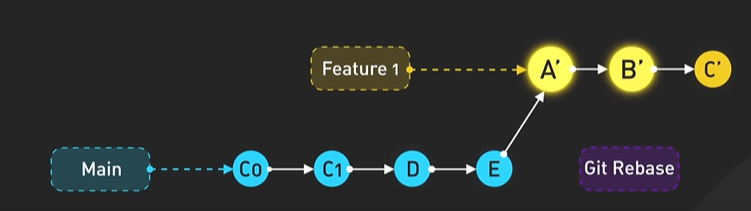 Feature 1
A’
B’
C’
Main
C0
C1
D
E
Git Rebase